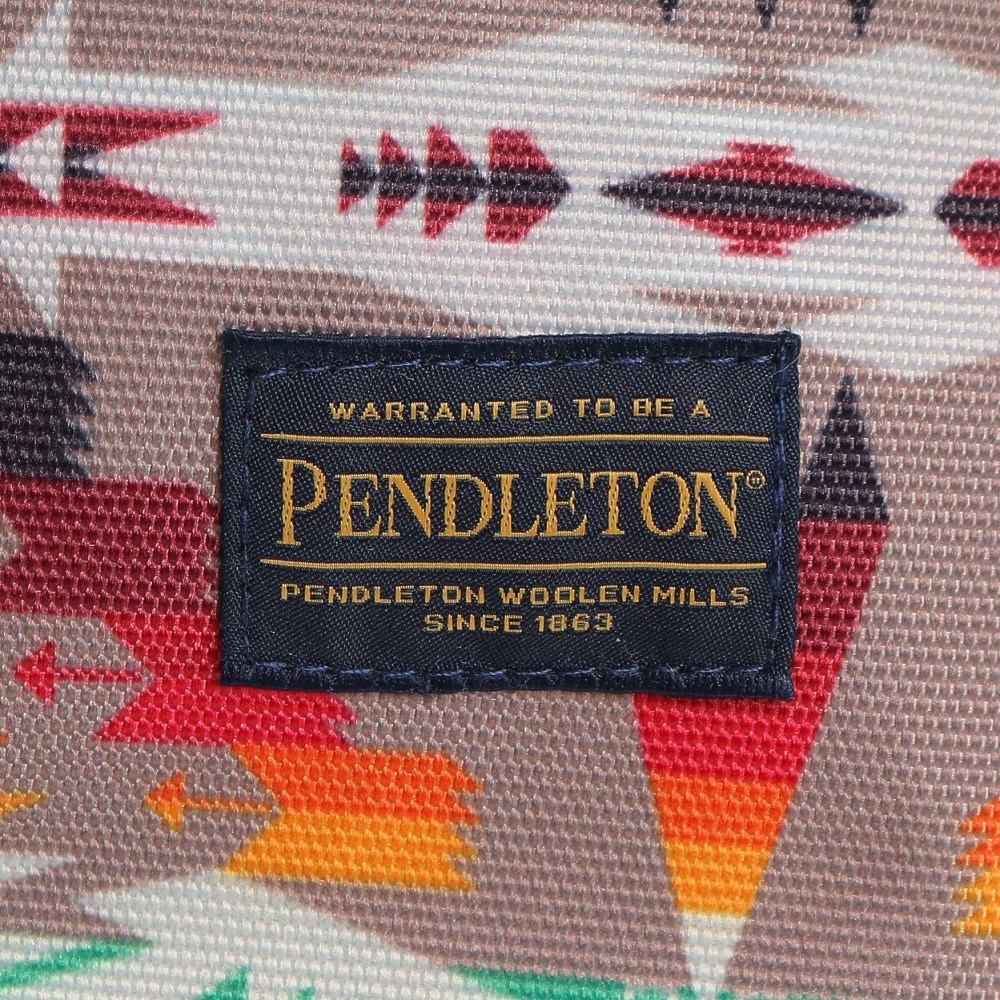 WARRANTED TO BE A
PENDLETON®
PENDLETON WOOLEN MILLS
SINCE 1863